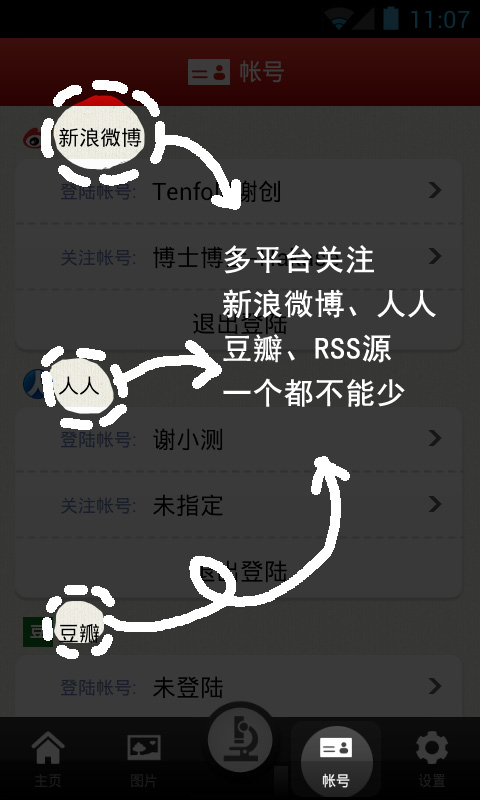 11:07
帐号
新浪微博
登陆帐号: Tenfol 谢创
关注帐号: 博士博
多平台关注
新浪微博、人人
退出登陆
豆瓣、RSS源
人人
一个都不能少
登陆帐号: 谢小测
关注帐号: 未指定
退出登陆
豆
豆瓣
登陆帐号: 未登陆
主页 图片 帐号 设置